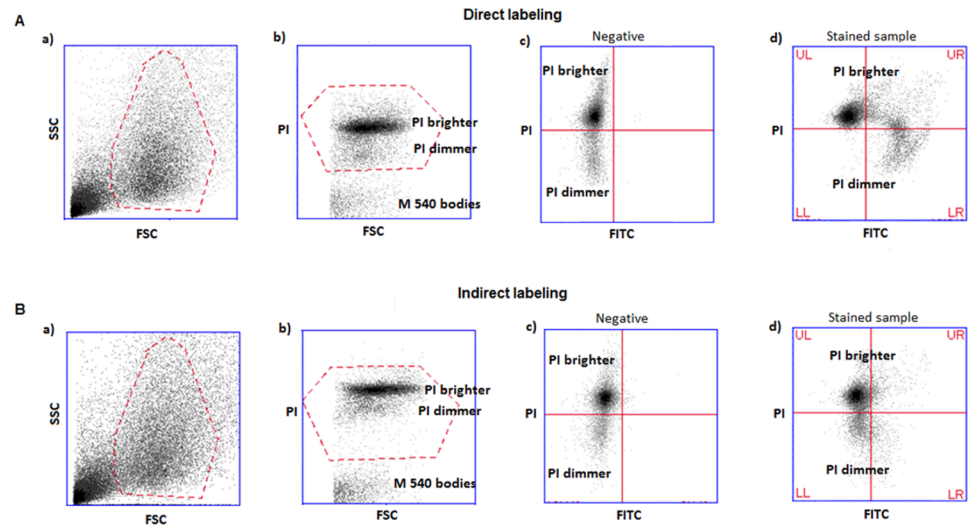 Direct labeling
A
a)
b)
c)
Negative
d)
Stained sample
SSC
FSC
PI
PI brighter
PI dimmer
M 540 bodies
FSC
PI brighter
PI
PI dimmer
FITC
UL
UR
PI brighter
PI
PI dimmer
LL
LR
FITC
Indirect labeling
B
a)
b)
c)
Negative
d)
Stained sample
SSC
FSC
PI
PI brighter
PI dimmer
M 540 bodies
FSC
PI brighter
PI
PI dimmer
FITC
UL
UR
PI brighter
PI
PI dimmer
LL
LR
FITC